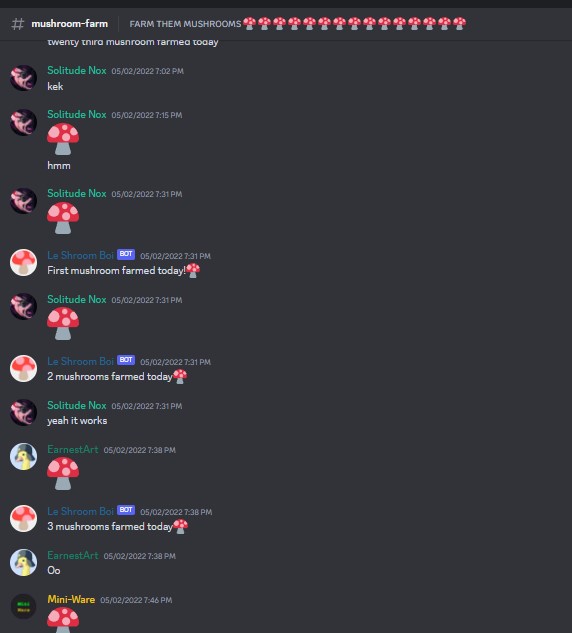 # mushroom-farm FARM THEM MUSHROOMS 🍄🍄🍄🍄🍄🍄🍄🍄🍄🍄🍄🍄🍄🍄🍄
twenty third mushroom farmed today
Solitude Nox 05/02/2022 7:02 PM
kek
Solitude Nox 05/02/2022 7:15 PM
🍄
hmm
Solitude Nox 05/02/2022 7:31 PM
🍄
Le Shroom Boi BOT 05/02/2022 7:31 PM
First mushroom farmed today!🍄
Solitude Nox 05/02/2022 7:31 PM
🍄
Le Shroom Boi BOT 05/02/2022 7:31 PM
2 mushrooms farmed today🍄
Solitude Nox 05/02/2022 7:31 PM
yeah it works
EarnestArt 05/02/2022 7:38 PM
🍄
Le Shroom Boi BOT 05/02/2022 7:38 PM
3 mushrooms farmed today🍄
EarnestArt 05/02/2022 7:38 PM
Oo
Mini Ware
Mini-Ware 05/02/2022 7:46 PM
🍄